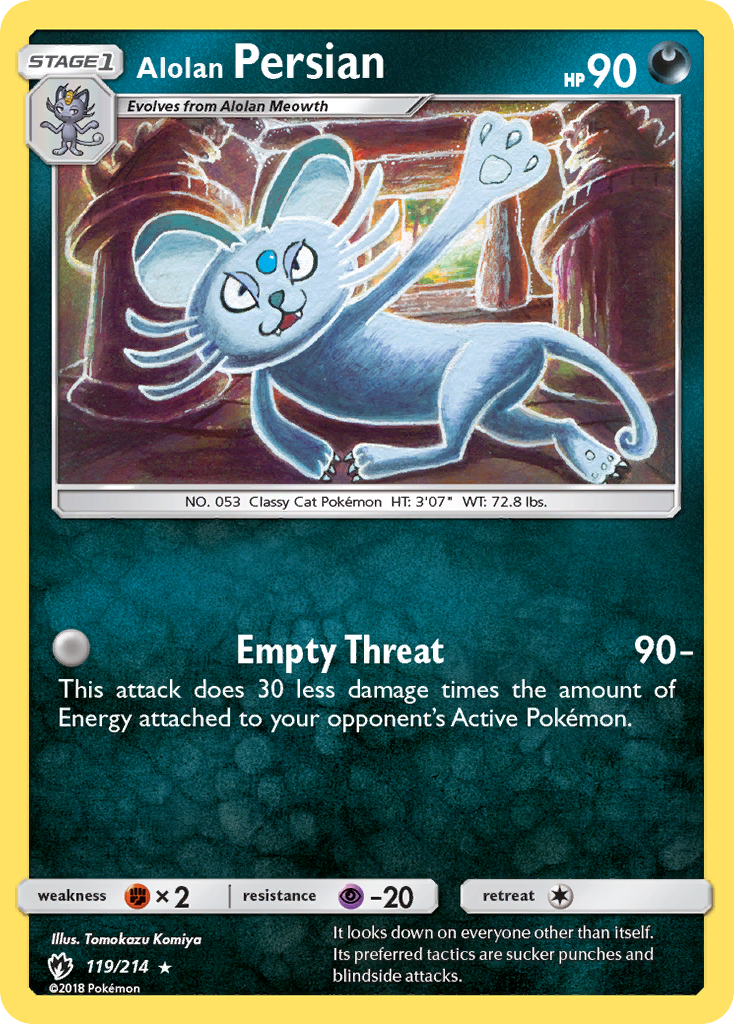 STAGE1 Alolan Persian HP90
Evolves from Alolan Meowth
NO. 053 Classy Cat Pokémon HT: 3'07" WT: 72.8 lbs.
Empty Threat 90–
This attack does 30 less damage times the amount of
Energy attached to your opponent's Active Pokémon.
weakness ×2 resistance –20 retreat
Illus. Tomokazu Komiya
119/214 ★
©2018 Pokémon
It looks down on everyone other than itself.
Its preferred tactics are sucker punches and
blindside attacks.